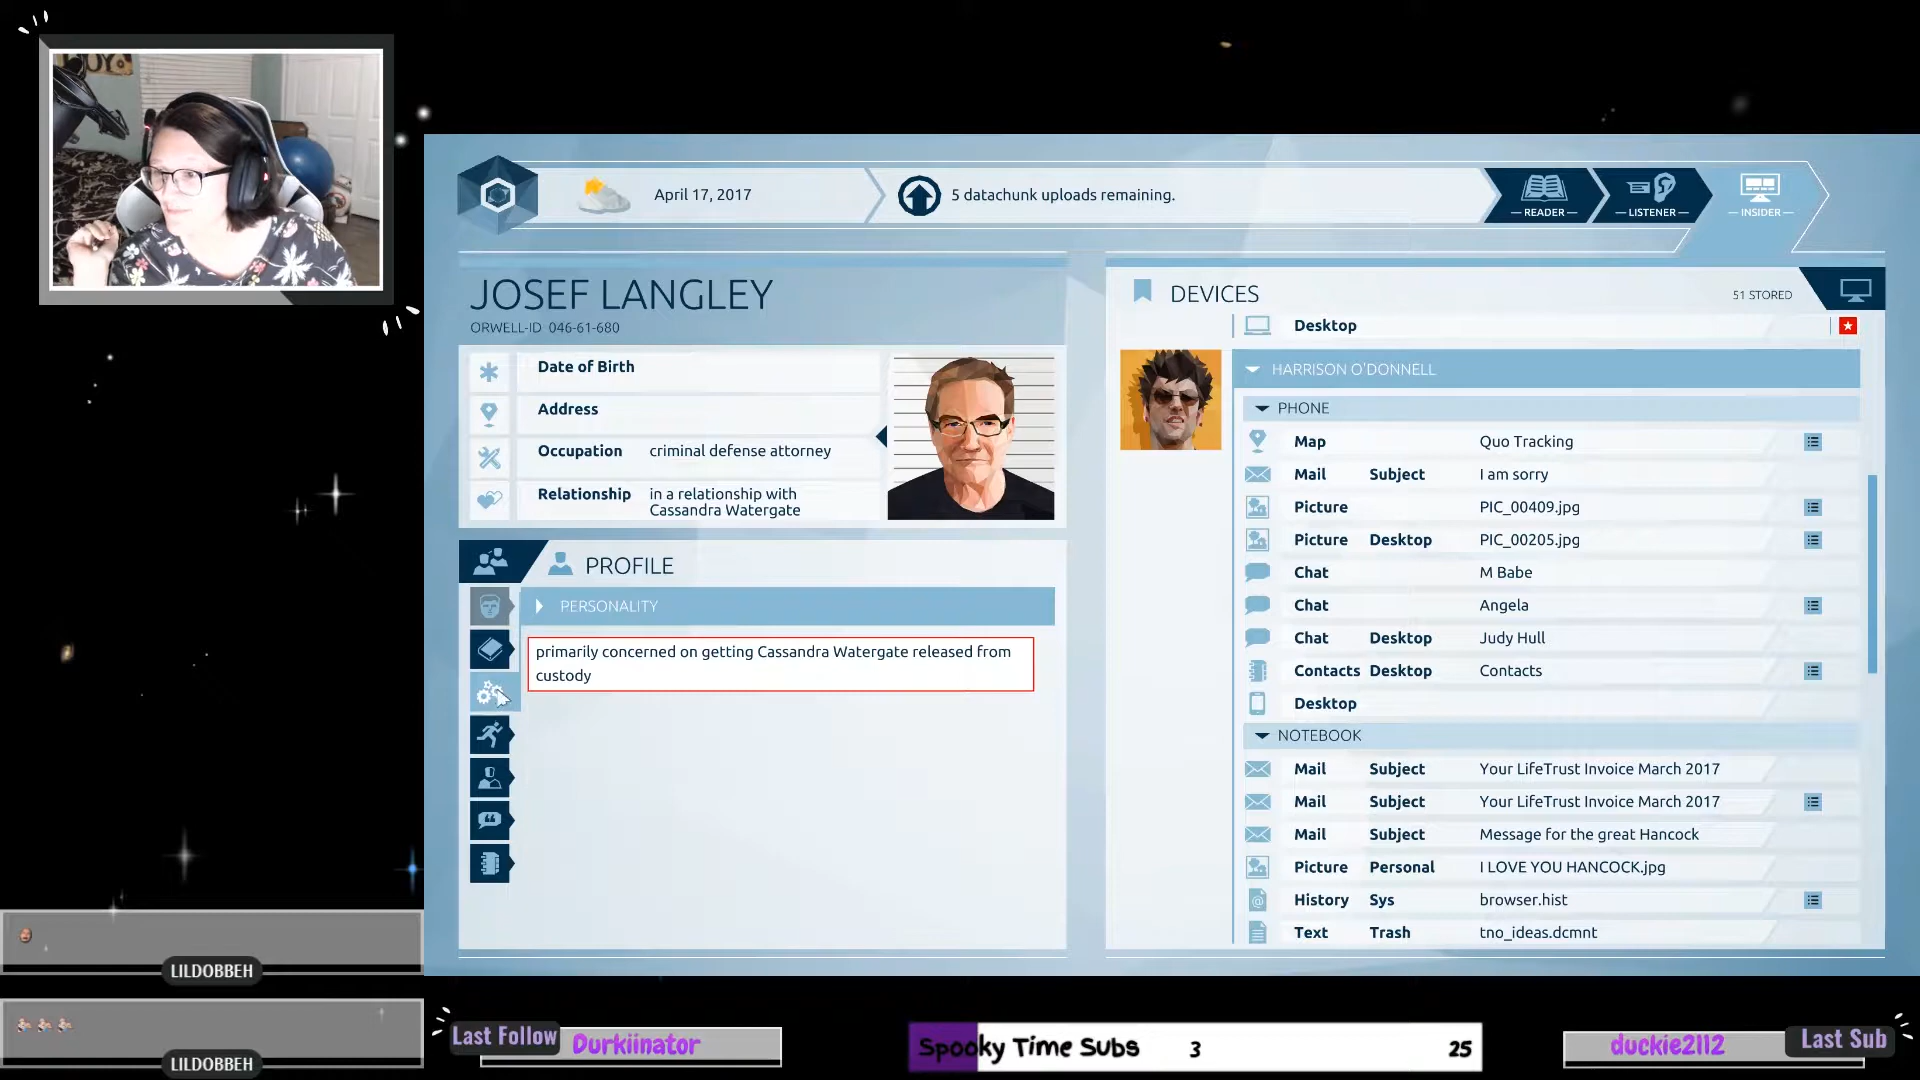 April 17, 2017
5 datachunk uploads remaining.
READER
LISTENER
INSIDER
JOSEF LANGLEY
ORWELL-ID 046-61-680
Date of Birth
Address
Occupation criminal defense attorney
Relationship in a relationship with
Cassandra Watergate
PROFILE
PERSONALITY
primarily concerned on getting Cassandra Watergate released from
custody
DEVICES
51 STORED
Desktop
HARRISON O'DONNELL
PHONE
Map Quo Tracking
Mail Subject I am sorry
Picture PIC_00409.jpg
Picture Desktop PIC_00205.jpg
Chat M Babe
Chat Angela
Chat Desktop Judy Hull
Contacts Desktop Contacts
Desktop
NOTEBOOK
Mail Subject Your LifeTrust Invoice March 2017
Mail Subject Your LifeTrust Invoice March 2017
Mail Subject Message for the great Hancock
Picture Personal I LOVE YOU HANCOCK.jpg
History Sys browser.hist
Text Trash tno_ideas.dcmnt
LILDOBBEH
LILDOBBEH
Last Follow Durkiinator
Spooky Time Subs 3 25
duckie2112 Last Sub